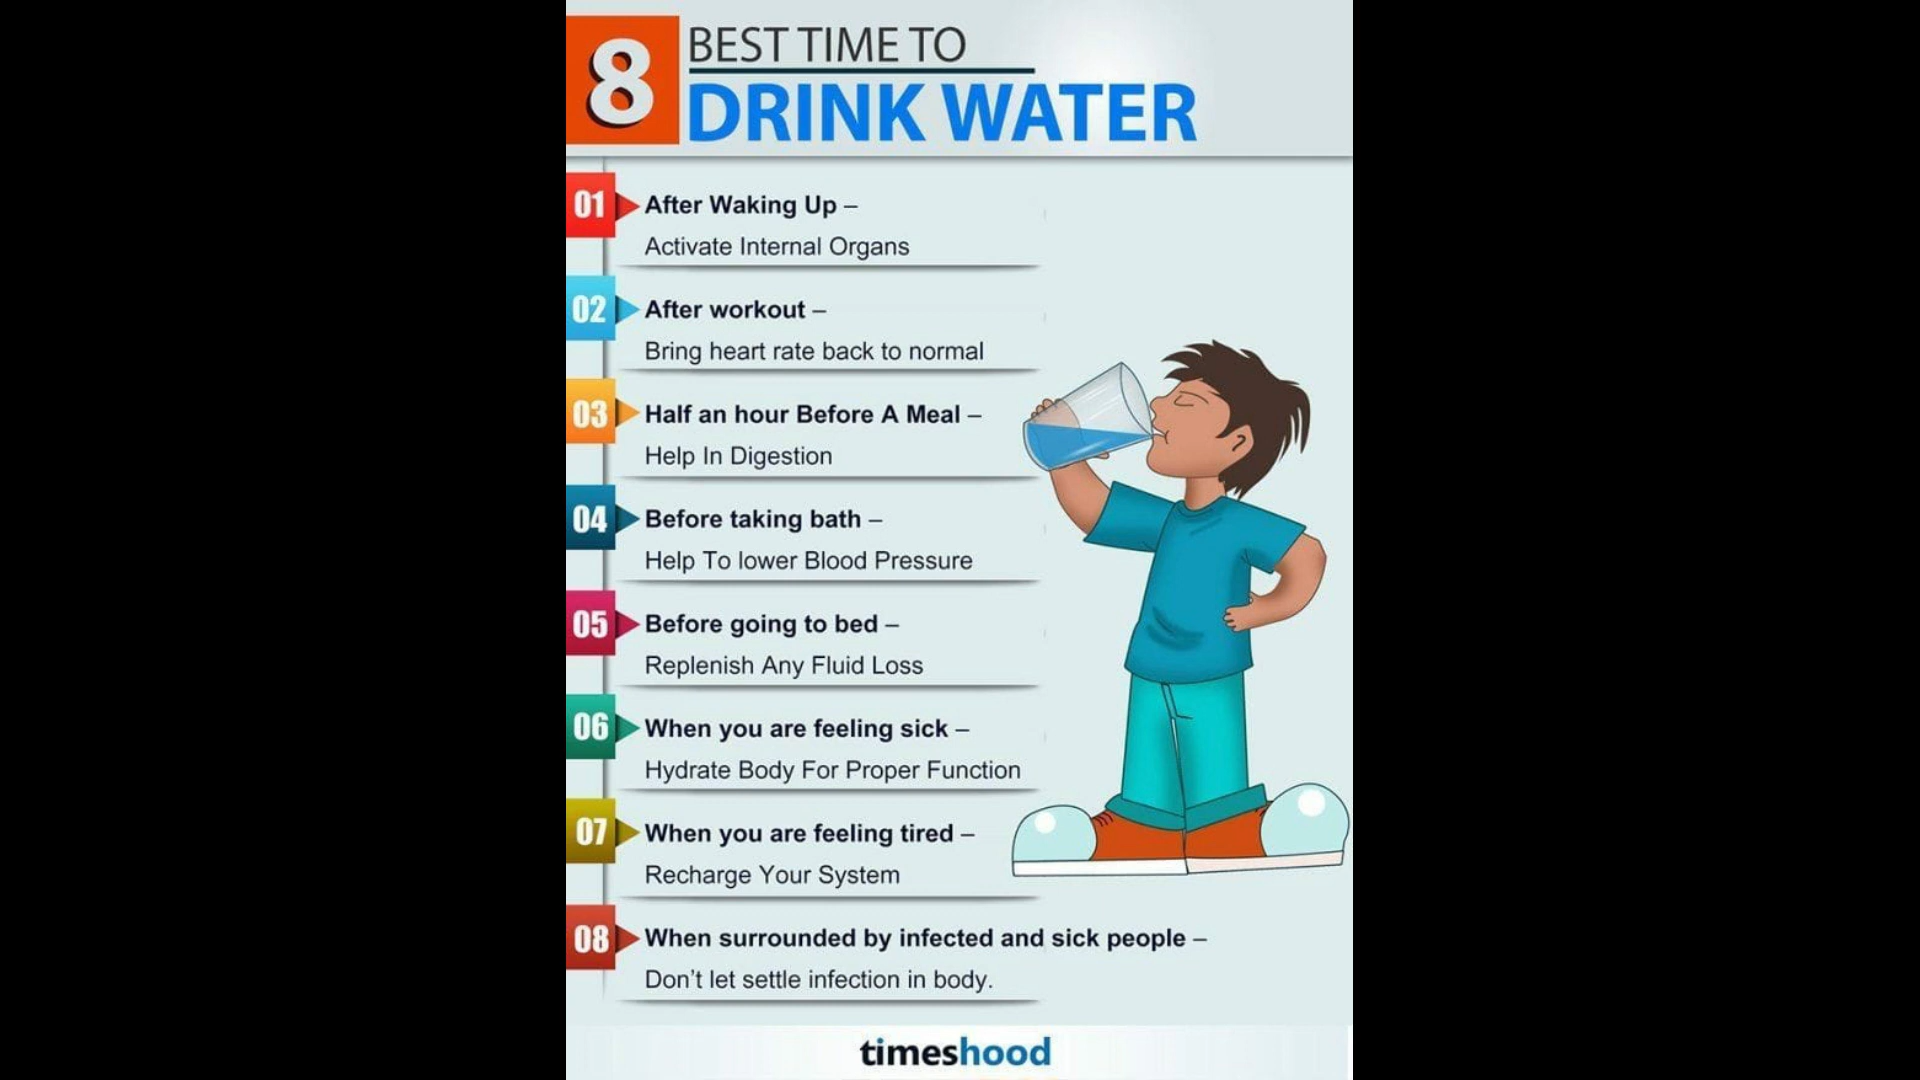 8
BEST TIME TO
DRINK WATER
01
After Waking Up –
Activate Internal Organs
02
After workout –
Bring heart rate back to normal
03
Half an hour Before A Meal –
Help In Digestion
04
Before taking bath –
Help To lower Blood Pressure
05
Before going to bed –
Replenish Any Fluid Loss
06
When you are feeling sick –
Hydrate Body For Proper Function
07
When you are feeling tired –
Recharge Your System
08
When surrounded by infected and sick people –
Don't let settle infection in body.
timeshood